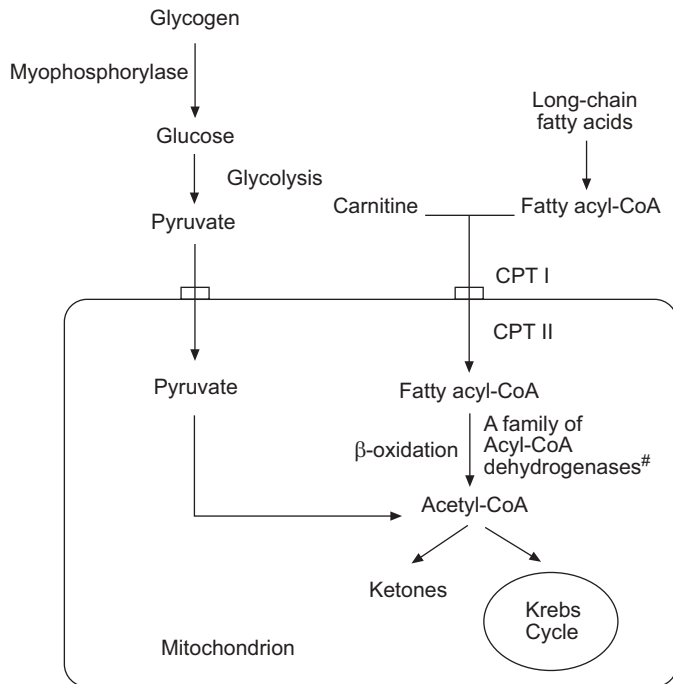 Glycogen
Myophosphorylase
Glucose
Glycolysis
Pyruvate
Long-chain
fatty acids
Carnitine
Fatty acyl-CoA
CPT I
CPT II
Pyruvate
Fatty acyl-CoA
β-oxidation
A family of
Acyl-CoA
dehydrogenases#
Acetyl-CoA
Ketones
Krebs
Cycle
Mitochondrion